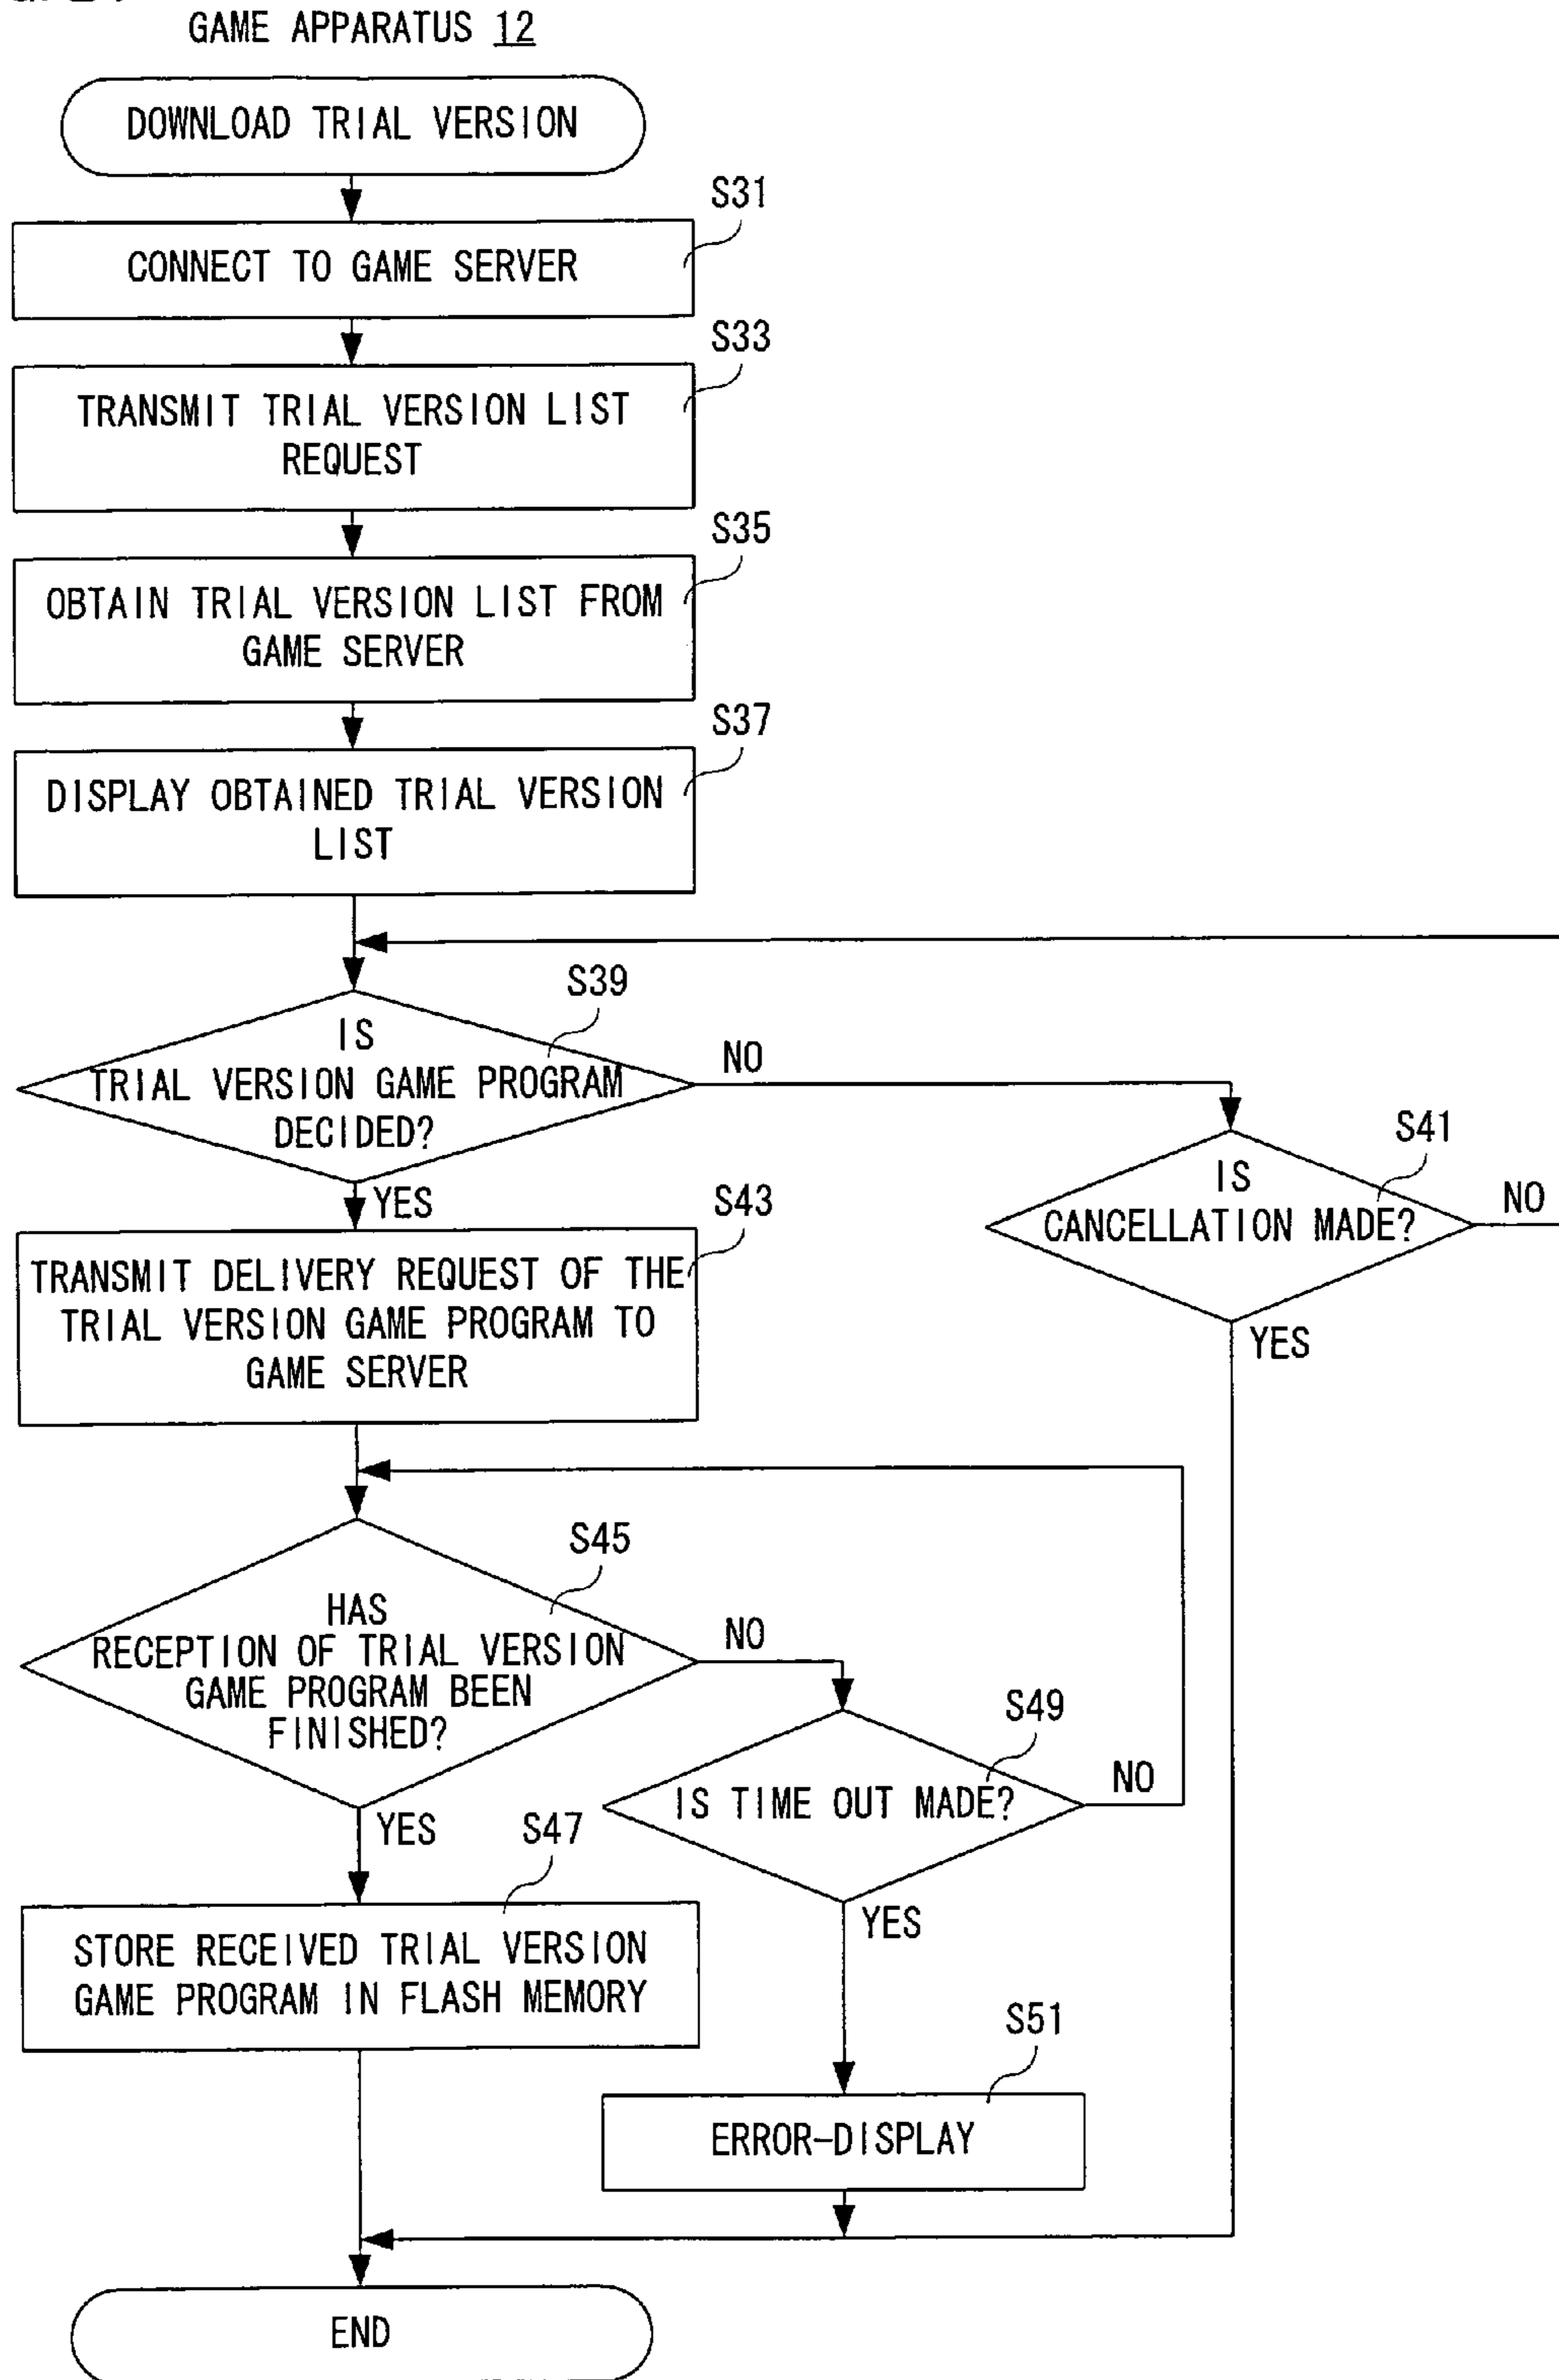 GAME APPARATUS 12
DOWNLOAD TRIAL VERSION
S31
CONNECT TO GAME SERVER
S33
TRANSMIT TRIAL VERSION LIST
REQUEST
S35
OBTAIN TRIAL VERSION LIST FROM
GAME SERVER
S37
DISPLAY OBTAINED TRIAL VERSION
LIST
S39
IS
TRIAL VERSION GAME PROGRAM
DECIDED?
NO
S41
IS
CANCELLATION MADE?
NO
YES
YES
S43
TRANSMIT DELIVERY REQUEST OF THE
TRIAL VERSION GAME PROGRAM TO
GAME SERVER
S45
HAS
RECEPTION OF TRIAL VERSION
GAME PROGRAM BEEN
FINISHED?
NO
S49
IS TIME OUT MADE?
NO
YES
YES
S47
STORE RECEIVED TRIAL VERSION
GAME PROGRAM IN FLASH MEMORY
S51
ERROR-DISPLAY
END